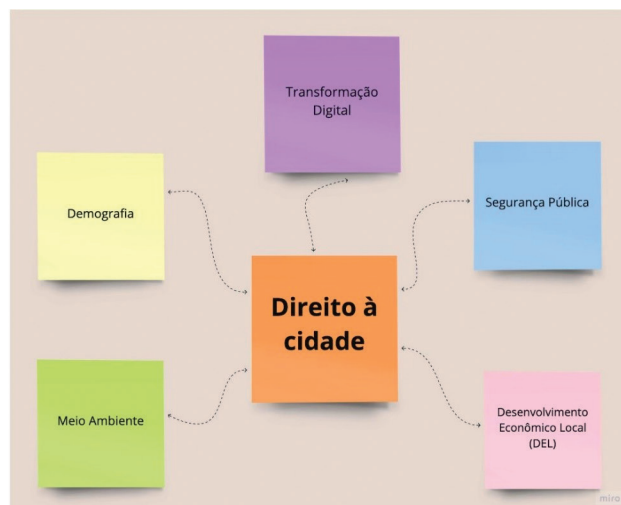 Transformação
Digital
Demografia
Segurança Pública
Direito à
cidade
Meio Ambiente
Desenvolvimento
Econômico Local
(DEL)
miro